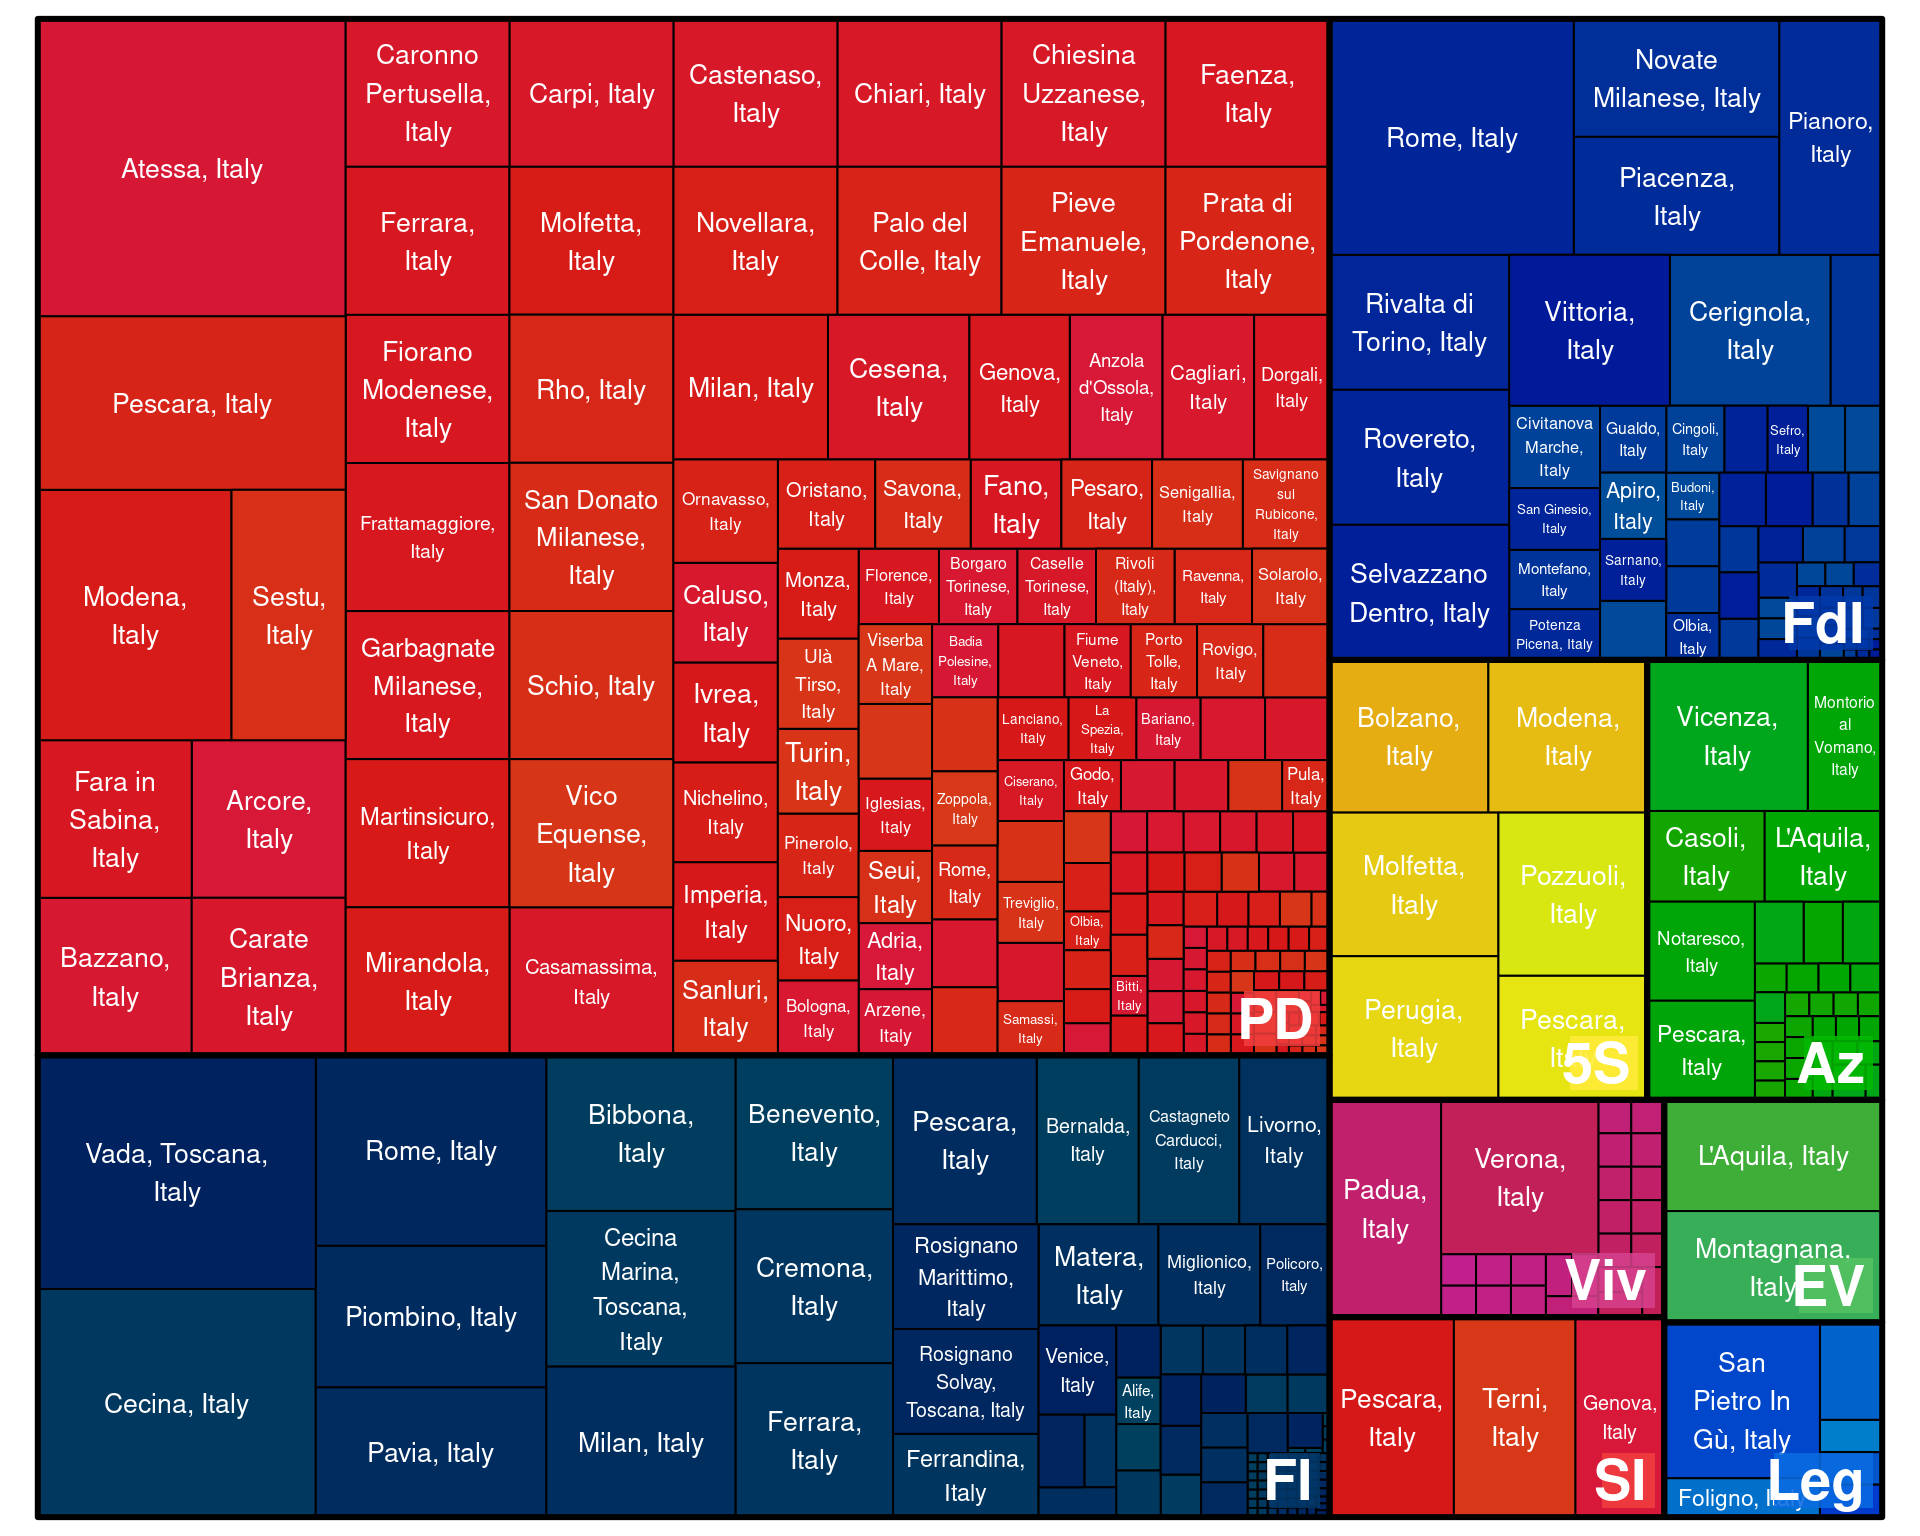 Atessa, Italy
Pescara, Italy
Modena,
Italy
Sestu,
Italy
Fara in
Sabina,
Italy
Arcore,
Italy
Bazzano,
Italy
Carate
Brianza,
Italy
Caronno
Pertusella,
Italy
Carpi, Italy
Castenaso,
Italy
Chiari, Italy
Chiesina
Uzzanese,
Italy
Faenza,
Italy
Ferrara,
Italy
Molfetta,
Italy
Novellara,
Italy
Palo del
Colle, Italy
Pieve
Emanuele,
Italy
Prata di
Pordenone,
Italy
Fiorano
Modenese,
Italy
Rho, Italy
Frattamaggiore,
Italy
San Donato
Milanese,
Italy
Garbagnate
Milanese,
Italy
Schio, Italy
Martinsicuro,
Italy
Vico
Equense,
Italy
Mirandola,
Italy
Casamassima,
Italy
Milan, Italy
Cesena,
Italy
Genova,
Italy
Anzola
d'Ossola,
Italy
Cagliari,
Italy
Dorgali,
Italy
Ornavasso,
Italy
Caluso,
Italy
Ivrea,
Italy
Nichelino,
Italy
Imperia,
Italy
Sanluri,
Italy
Oristano,
Italy
Savona,
Italy
Fano,
Italy
Pesaro,
Italy
Senigallia,
Italy
Savignano
sul
Rubicone,
Italy
Monza,
Italy
Ulà
Tirso,
Italy
Turin,
Italy
Pinerolo,
Italy
Nuoro,
Italy
Bologna,
Italy
Florence,
Italy
Borgaro
Torinese,
Italy
Caselle
Torinese,
Italy
Rivoli
(Italy),
Italy
Ravenna,
Italy
Solarolo,
Italy
Viserba
A Mare,
Italy
Iglesias,
Italy
Seui,
Italy
Adria,
Italy
Arzene,
Italy
Badia
Polesine,
Italy
Fiume
Veneto,
Italy
Porto
Tolle,
Italy
Rovigo,
Italy
Zoppola,
Italy
Rome,
Italy
Lanciano,
Italy
La
Spezia,
Italy
Bariano,
Italy
Ciserano,
Italy
Treviglio,
Italy
Samassi,
Italy
Godo,
Italy
Pula,
Italy
Olbia,
Italy
Bitti,
Italy
PD
Rome, Italy
Novate
Milanese, Italy
Piacenza,
Italy
Pianoro,
Italy
Rivalta di
Torino, Italy
Rovereto,
Italy
Selvazzano
Dentro, Italy
Vittoria,
Italy
Cerignola,
Italy
Civitanova
Marche,
Italy
San Ginesio,
Italy
Montefano,
Italy
Potenza
Picena, Italy
Gualdo,
Italy
Apiro,
Italy
Sarnano,
Italy
Cingoli,
Italy
Sefro,
Italy
Budoni,
Italy
Olbia,
Italy
FdI
Bolzano,
Italy
Modena,
Italy
Molfetta,
Italy
Pozzuoli,
Italy
Perugia,
Italy
Pescara,
Italy
5S
Vicenza,
Italy
Montorio
al
Vomano,
Italy
Casoli,
Italy
L'Aquila,
Italy
Notaresco,
Italy
Pescara,
Italy
Az
Vada, Toscana,
Italy
Cecina, Italy
Rome, Italy
Piombino, Italy
Pavia, Italy
Bibbona,
Italy
Cecina
Marina,
Toscana,
Italy
Milan, Italy
Benevento,
Italy
Cremona,
Italy
Ferrara,
Italy
Pescara,
Italy
Bernalda,
Italy
Castagneto
Carducci,
Italy
Livorno,
Italy
Rosignano
Marittimo,
Italy
Rosignano
Solvay,
Toscana, Italy
Ferrandina,
Italy
Matera,
Italy
Miglionico,
Italy
Policoro,
Italy
Venice,
Italy
Alife,
Italy
FI
Padua,
Italy
Verona,
Italy
Viv
L'Aquila, Italy
Montagnana,
Italy
EV
Pescara,
Italy
Terni,
Italy
Genova,
Italy
SI
San
Pietro In
Gù, Italy
Foligno, Italy
Leg